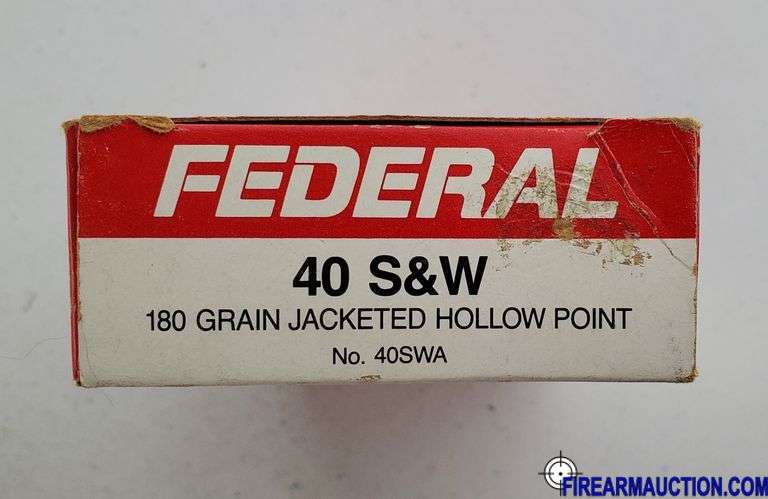 FEDERAL
40 S&W
180 GRAIN JACKETED HOLLOW POINT
No. 40SWA
FIREARMAUCTION.COM